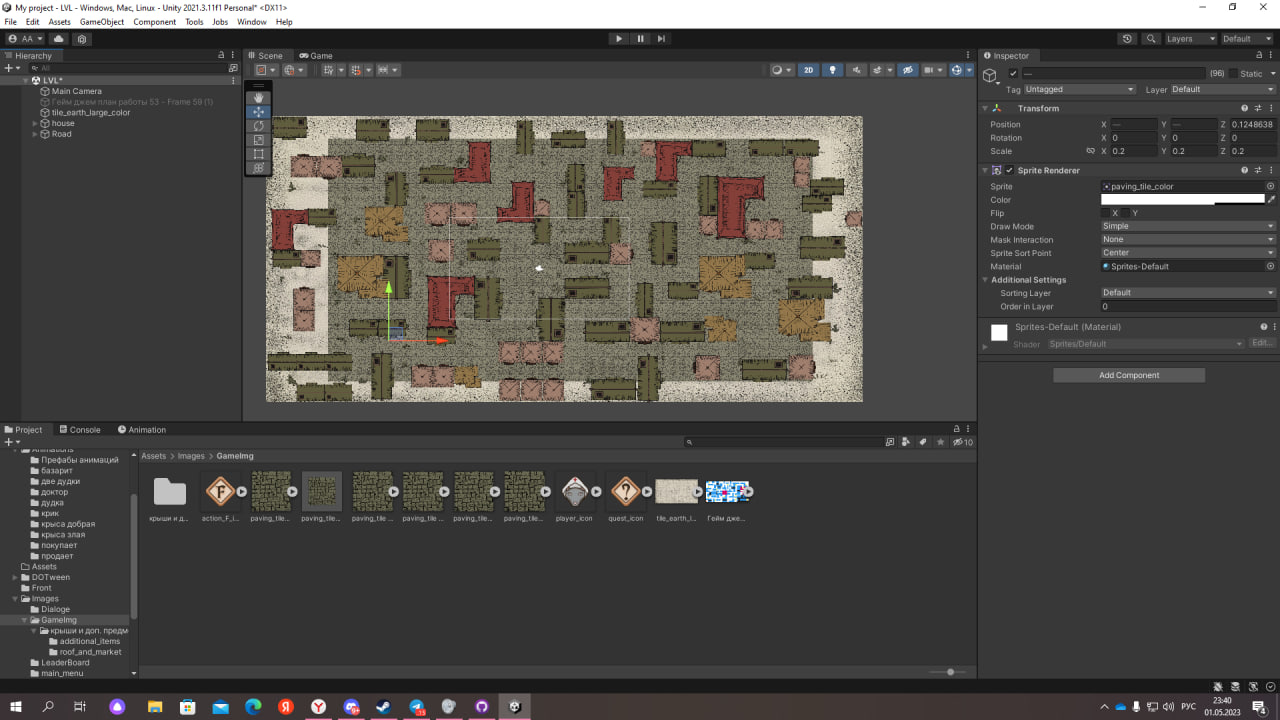 My project - LVL - Windows, Mac, Linux - Unity 2021.3.11f1 Personal* <DX11>
File Edit Assets GameObject Component Tools Jobs Window Help
AA
Layers Default
Hierarchy
All
LVL*
Main Camera
Гейм джем план работы 53 - Frame 59 (1)
tile_earth_large_color
house
Road
Scene Game
2D
Inspector
— (96) Static
Tag Untagged Layer Default
Transform
Position X — Y — Z 0.1248638
Rotation X 0 Y 0 Z 0
Scale X 0.2 Y 0.2 Z 0.2
Sprite Renderer
Sprite paving_tile_color
Color
Flip X Y
Draw Mode Simple
Mask Interaction None
Sprite Sort Point Center
Material Sprites-Default
Additional Settings
Sorting Layer Default
Order in Layer 0
Sprites-Default (Material)
Shader Sprites/Default Edit...
Add Component
Project Console Animation
10
Animations
Префабы анимаций
базарит
две дудки
доктор
дудка
крик
крыса добрая
крыса злая
покупает
продает
Assets
DOTween
Front
Images
Dialoge
GameImg
крыши и доп. предм
additional_items
roof_and_market
LeaderBoard
main_menu
Assets Images GameImg
F ?
крыши и д... action_F_i... paving_tile... paving_tile... paving_tile ... paving_tile ... paving_tile... paving_tile... player_icon quest_icon tile_earth_l... Гейм дже...
РУС
23:40
01.05.2023
4